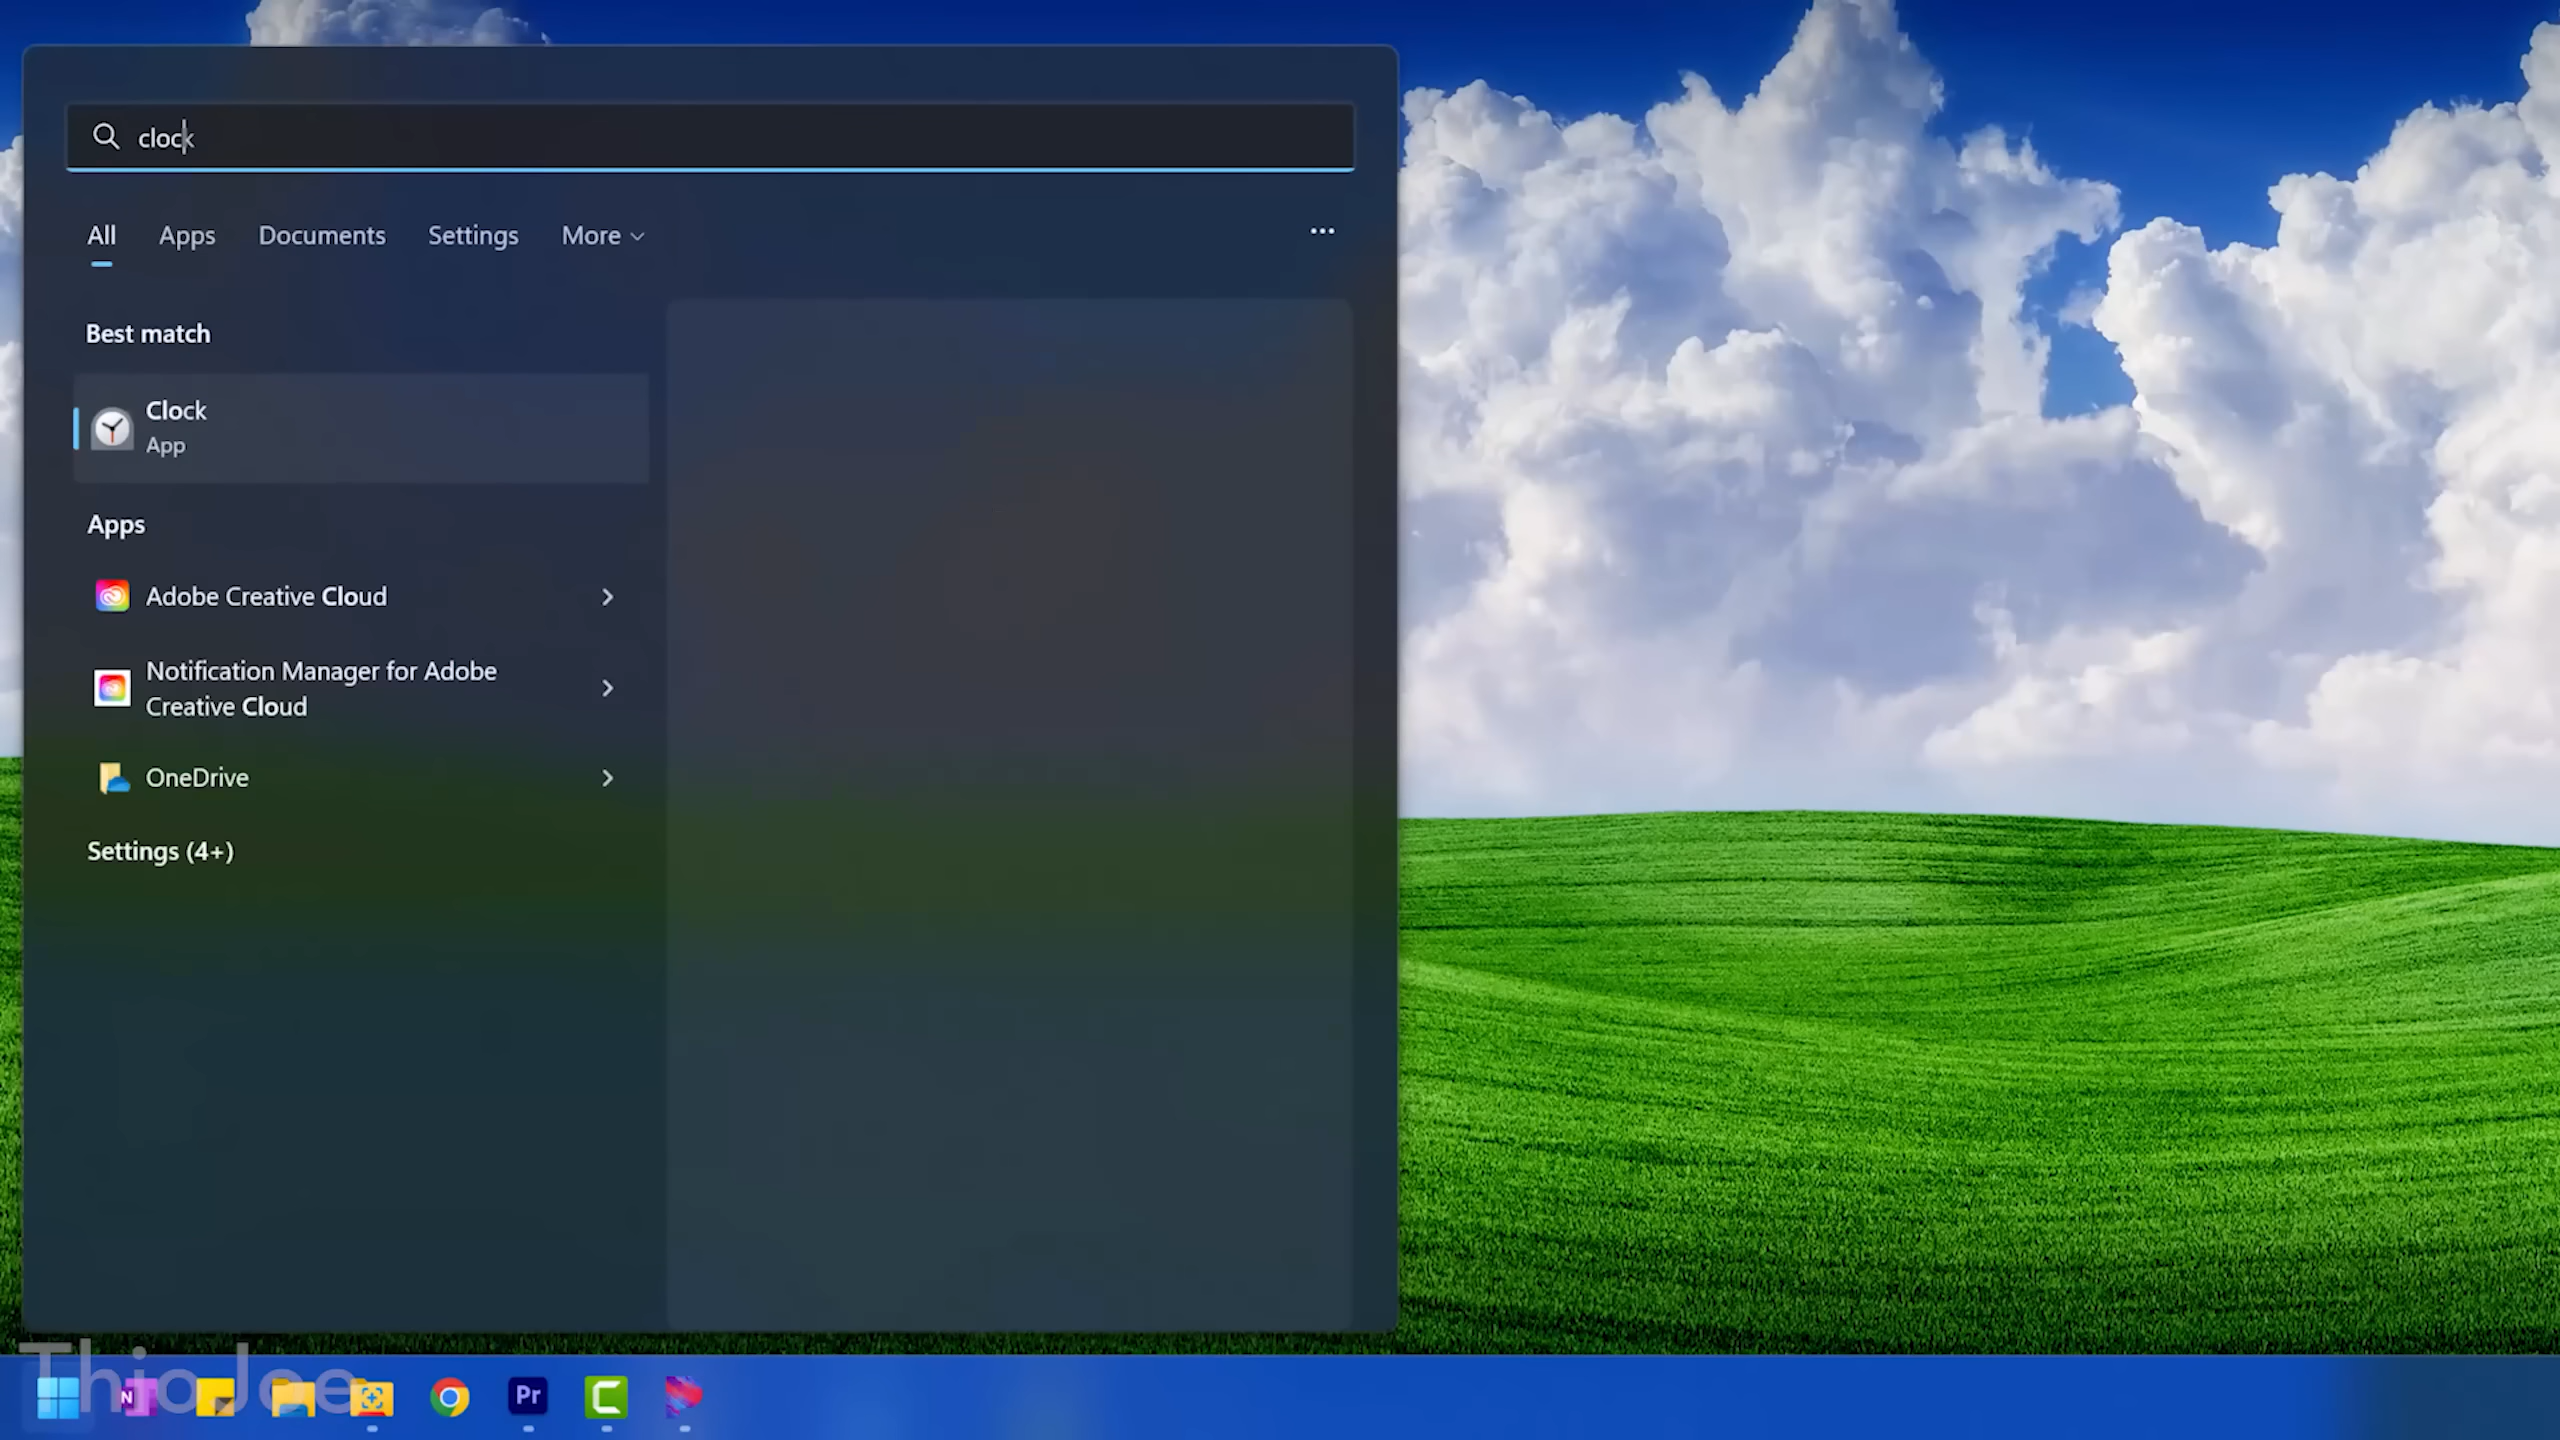 clock
All Apps Documents Settings More
Best match
Clock
App
Apps
Adobe Creative Cloud
Notification Manager for Adobe
Creative Cloud
OneDrive
Settings (4+)
ThioJoe
N
Pr